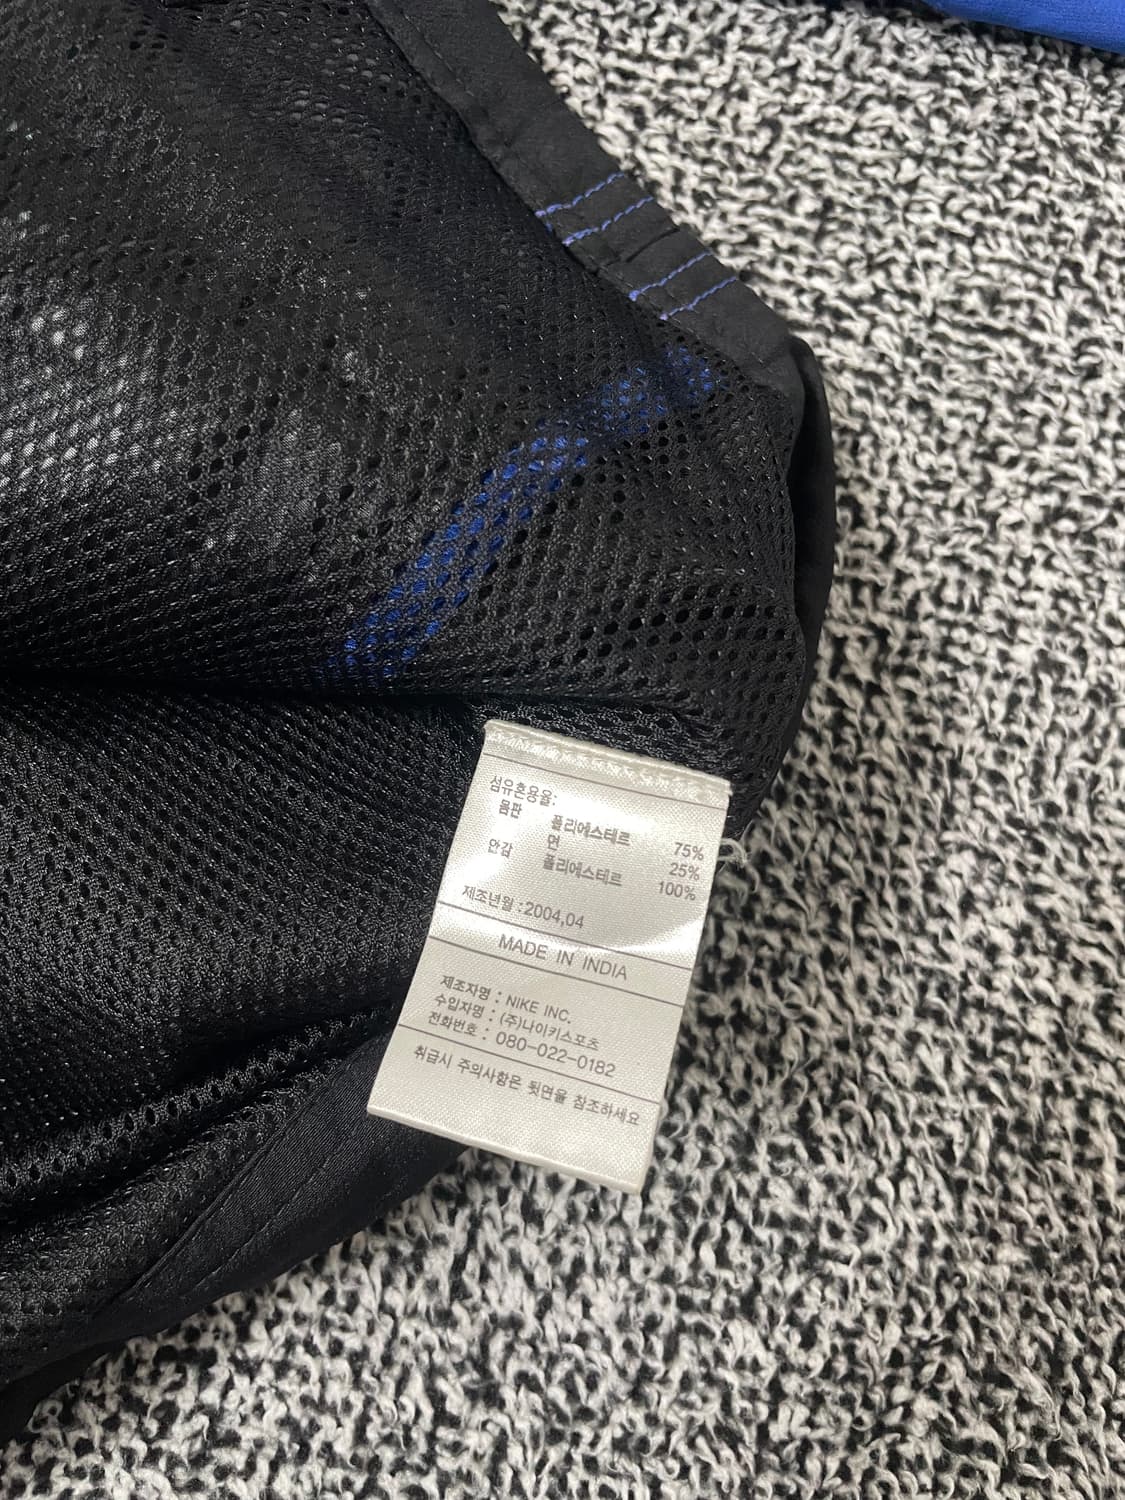 섬유혼용율:
몸판 폴리에스테르 75%
면 25%
안감 폴리에스테르 100%
제조년월 :2004,04
MADE IN INDIA
제조자명 : NIKE INC.
수입자명 : (주)나이키스포츠
전화번호 : 080-022-0182
취급시 주의사항은 뒷면을 참조하세요